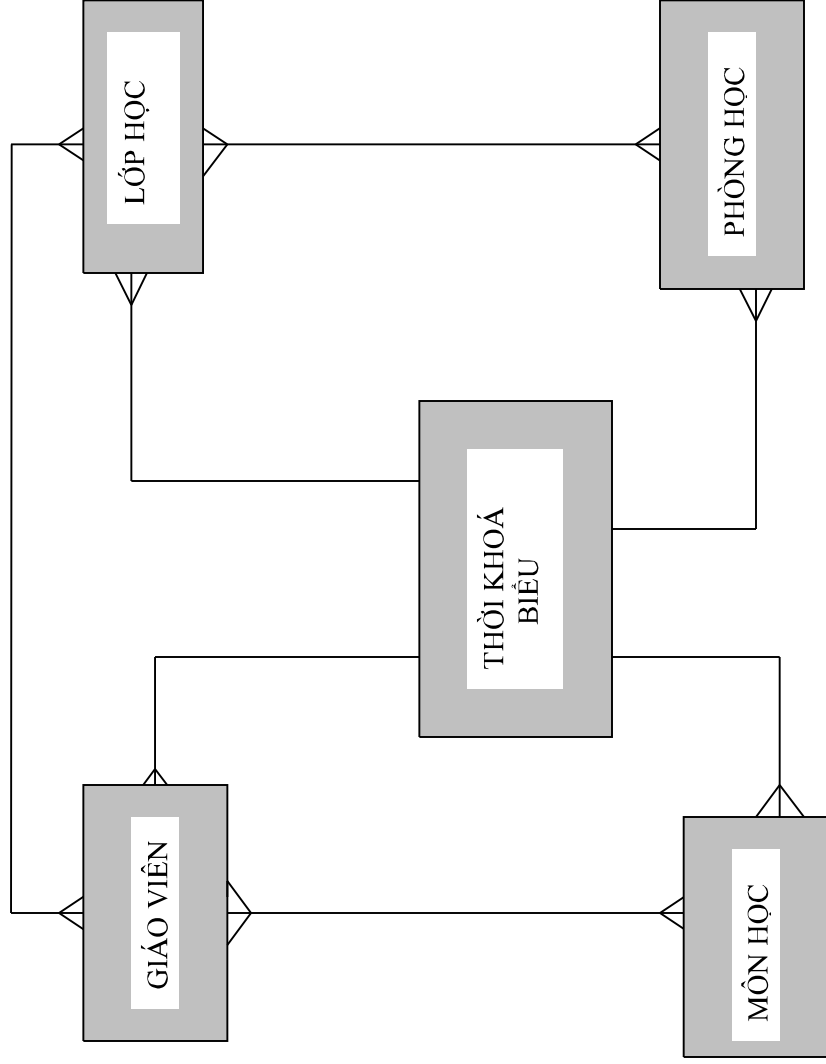 GIÁO VIÊN
LỚP HỌC
THỜI KHOÁ
BIỂU
MÔN HỌC
PHÒNG HỌC